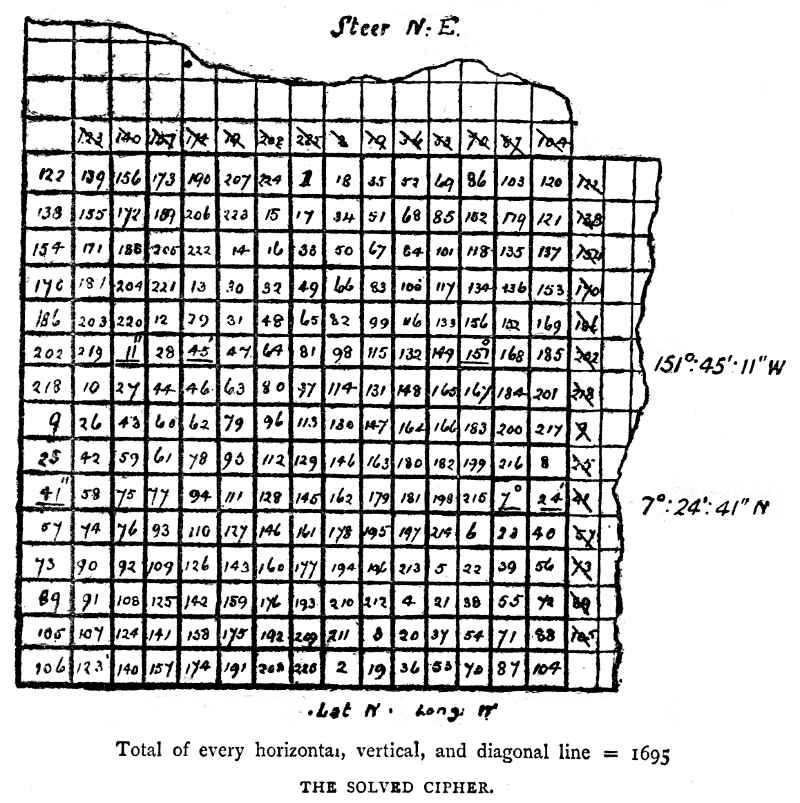 Steer N: E.
123 140 157 174 19 202 225 2 19 36 53 70 87 104
122 139 156 173 190 207 224 1 18 35 52 69 86 103 120 122
138 155 172 189 206 223 15 17 34 51 68 85 102 119 121 138
154 171 188 205 222 14 16 33 50 67 84 101 118 135 137 154
170 187 204 221 13 30 32 49 66 83 100 117 134 136 153 170
186 203 220 12 29 31 48 65 82 99 116 133 150 152 169 186
202 219 11" 28 45' 47 64 81 98 115 132 149 151° 168 185 202
151°:45':11" W
218 10 27 44 46 63 80 97 114 131 148 165 167 184 201 218
9 26 43 60 62 79 96 113 130 147 164 166 183 200 217 9
25 42 59 61 78 95 112 129 146 163 180 182 199 216 8 25
41" 58 75 77 94 111 128 145 162 179 181 198 215 7° 24' 41
7°:24':41" N
57 74 76 93 110 127 146 161 178 195 197 214 6 23 40 57
73 90 92 109 126 143 160 177 194 196 213 5 22 39 56 73
89 91 108 125 142 159 176 193 210 212 4 21 38 55 72 89
105 107 124 141 158 175 192 209 211 3 20 37 54 71 88 105
106 123 140 157 174 191 208 225 2 19 36 53 70 87 104
Lat N. Long: W
Total of every horizontal, vertical, and diagonal line = 1695
THE SOLVED CIPHER.